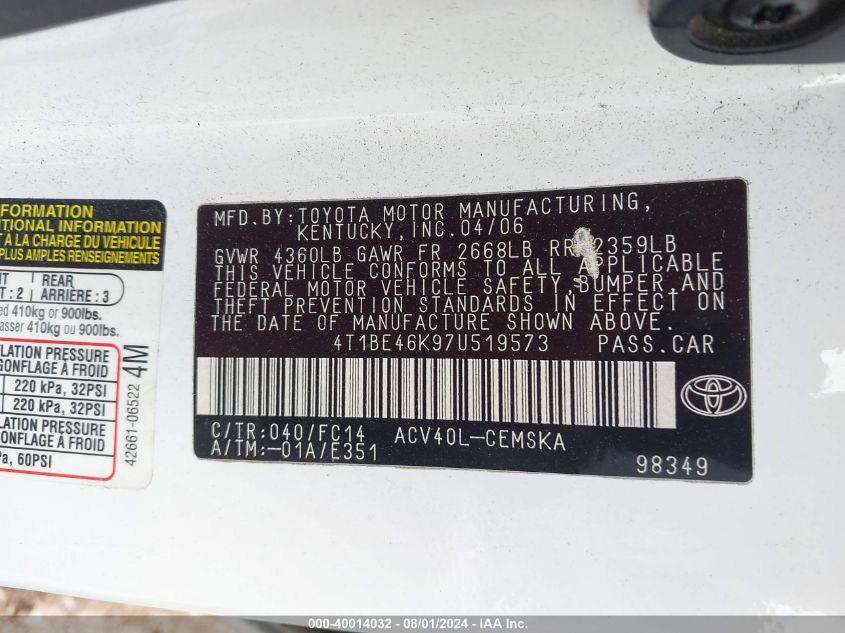 FORMATION
TIONAL INFORMATION
T À LA CHARGE DU VÉHICULE
PLUS AMPLES RENSEIGNEMENTS
REAR
T : 2 ARRIÈRE : 3
ed 410kg or 900lbs.
asser 410kg ou 900lbs.
LATION PRESSURE
GONFLAGE À FROID
220 kPa, 32PSI
220 kPa, 32PSI
LATION PRESSURE
GONFLAGE À FROID
Pa, 60PSI
42661-06522 4M
MFD. BY: TOYOTA MOTOR MANUFACTURING,
KENTUCKY, INC. 04/06
GVWR 4360LB GAWR FR 2668LB RR 2359LB
THIS VEHICLE CONFORMS TO ALL APPLICABLE
FEDERAL MOTOR VEHICLE SAFETY, BUMPER, AND
THEFT PREVENTION STANDARDS IN EFFECT ON
THE DATE OF MANUFACTURE SHOWN ABOVE.
4T1BE46K97U519573 PASS.CAR
C/TR: 040/FC14 ACV40L-CEMSKA
A/TM: -01A/E351
98349
000-40014032 - 08/01/2024 - IAA Inc.